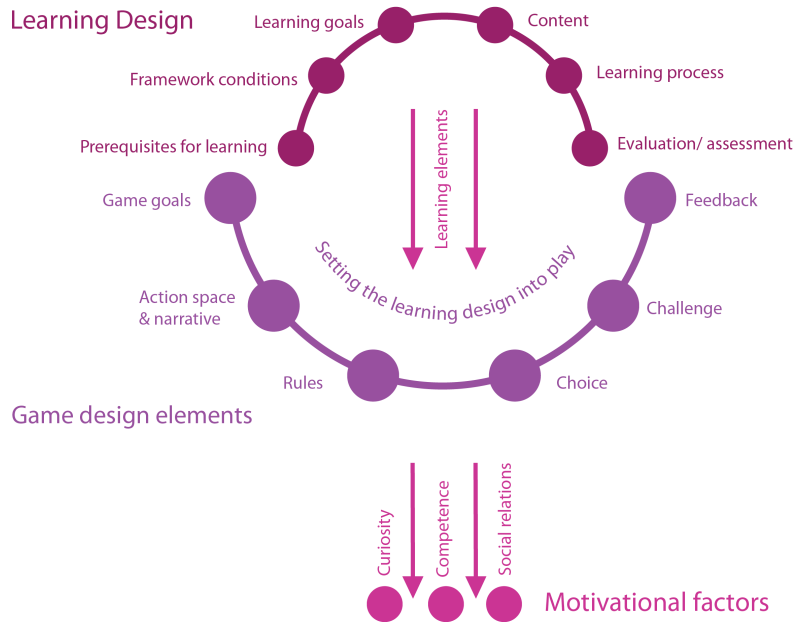 Learning Design
Learning goals
Content
Framework conditions
Learning process
Prerequisites for learning
Evaluation/ assessment
Learning elements
Game goals
Feedback
Setting the learning design into play
Action space
& narrative
Challenge
Rules
Choice
Game design elements
Curiosity
Competence
Social relations
Motivational factors